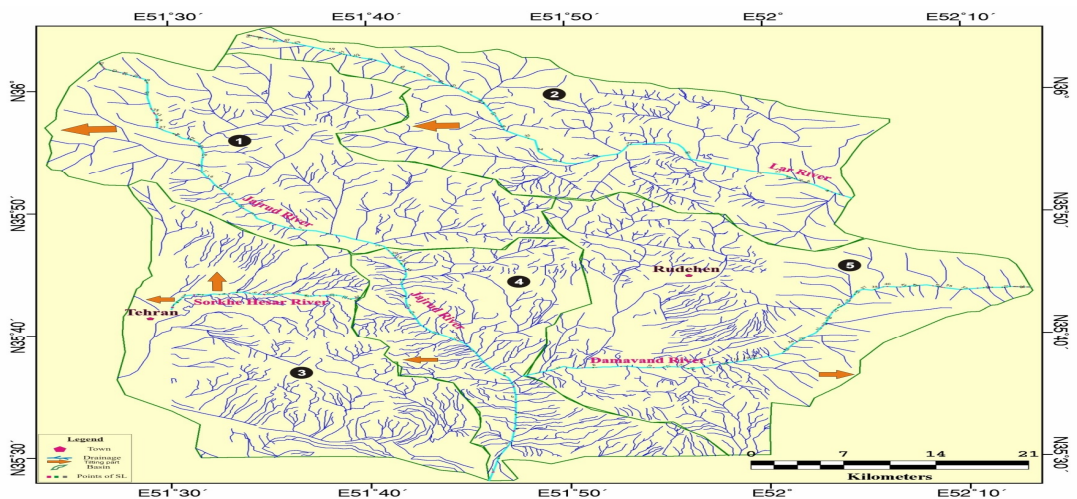 E51°30´ E51°40´ E51°50´ E52° E52°10´
N36° N36°
2
1
Lar River
Jajrud River
N35°50´ N35°50´
Rudehen 5
4
Sorkhe Hesar River
Jajrud River
Tehran
N35°40´ N35°40´
Damavand River
3
Legend
Town
Drainage
Tilting part
Basin
Points of SL
N35°30´ N35°30´
0 7 14 21
Kilometers
E51°30´ E51°40´ E51°50´ E52° E52°10´